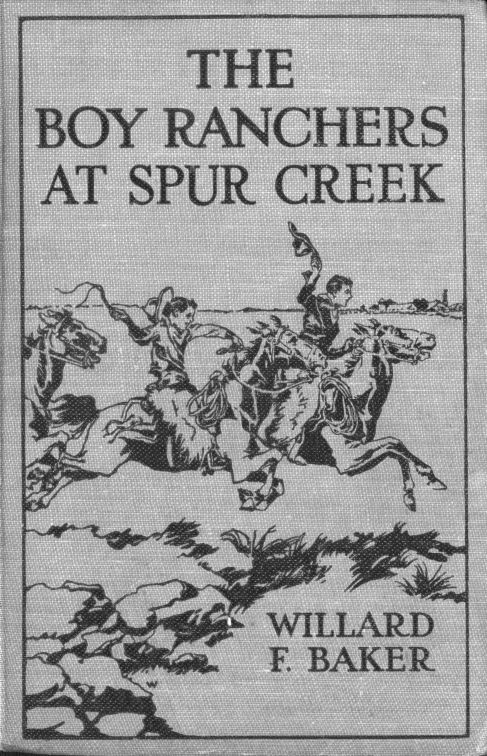 THE
BOY RANCHERS
AT SPUR CREEK
WILLARD
F. BAKER